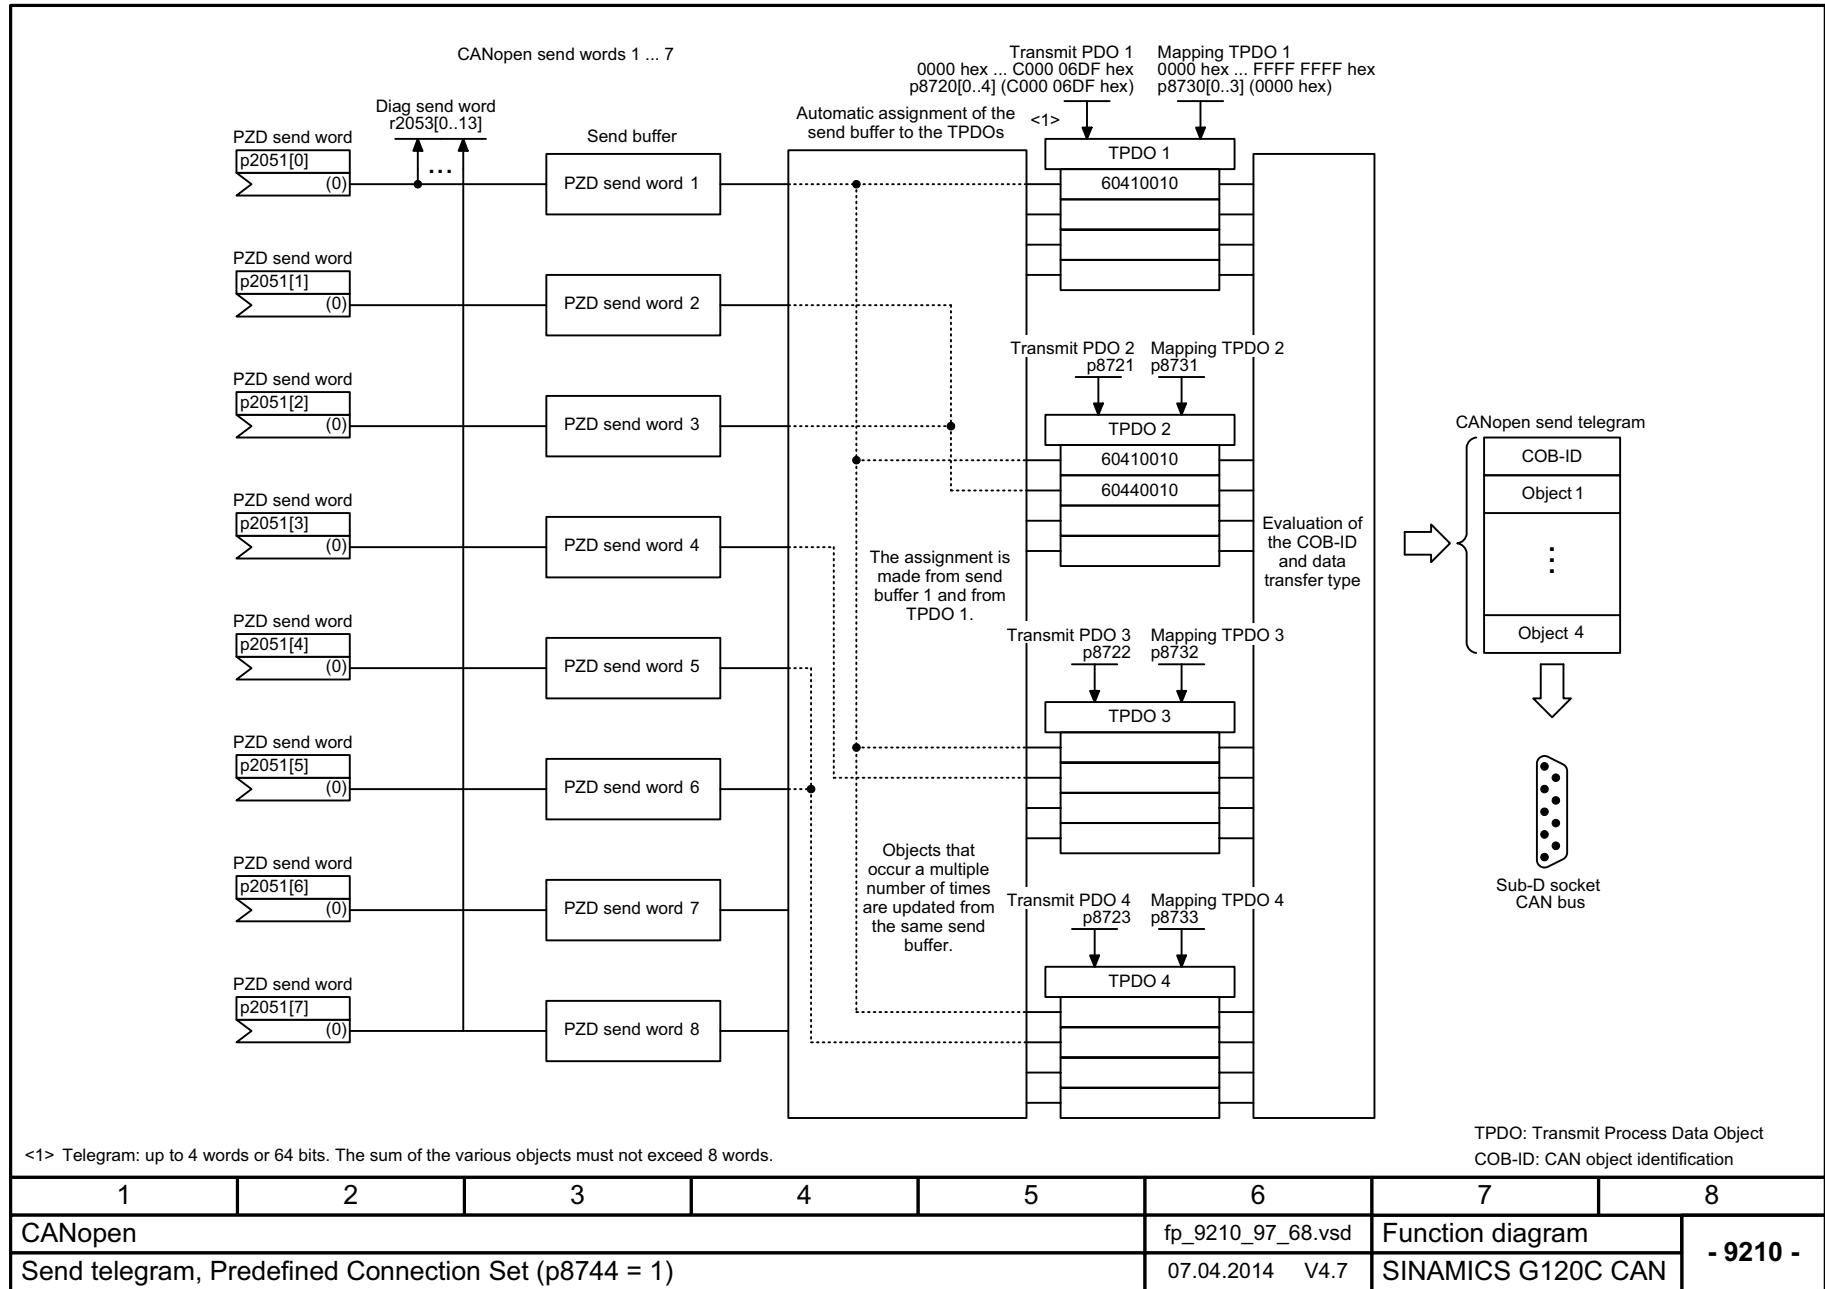 CANopen send words 1 ... 7
Transmit PDO 1
0000 hex ... C000 06DF hex
p8720[0..4] (C000 06DF hex)
Mapping TPDO 1
0000 hex ... FFFF FFFF hex
p8730[0..3] (0000 hex)
Diag send word
r2053[0..13]
...
Send buffer
Automatic assignment of the
send buffer to the TPDOs
<1>
PZD send word
p2051[0]
(0)
PZD send word 1
TPDO 1
60410010
PZD send word
p2051[1]
(0)
PZD send word 2
Transmit PDO 2
p8721
Mapping TPDO 2
p8731
PZD send word
p2051[2]
(0)
PZD send word 3
TPDO 2
60410010
60440010
CANopen send telegram
COB-ID
Object 1
⋮
Object 4
PZD send word
p2051[3]
(0)
PZD send word 4
The assignment is
made from send
buffer 1 and from
TPDO 1.
Evaluation of
the COB-ID
and data
transfer type
PZD send word
p2051[4]
(0)
PZD send word 5
Transmit PDO 3
p8722
Mapping TPDO 3
p8732
TPDO 3
PZD send word
p2051[5]
(0)
PZD send word 6
PZD send word
p2051[6]
(0)
PZD send word 7
Objects that
occur a multiple
number of times
are updated from
the same send
buffer.
Transmit PDO 4
p8723
Mapping TPDO 4
p8733
TPDO 4
Sub-D socket
CAN bus
PZD send word
p2051[7]
(0)
PZD send word 8
TPDO: Transmit Process Data Object
COB-ID: CAN object identification
<1> Telegram: up to 4 words or 64 bits. The sum of the various objects must not exceed 8 words.
1 2 3 4 5 6 7 8
CANopen
fp_9210_97_68.vsd
Function diagram
- 9210 -
Send telegram, Predefined Connection Set (p8744 = 1)
07.04.2014 V4.7
SINAMICS G120C CAN